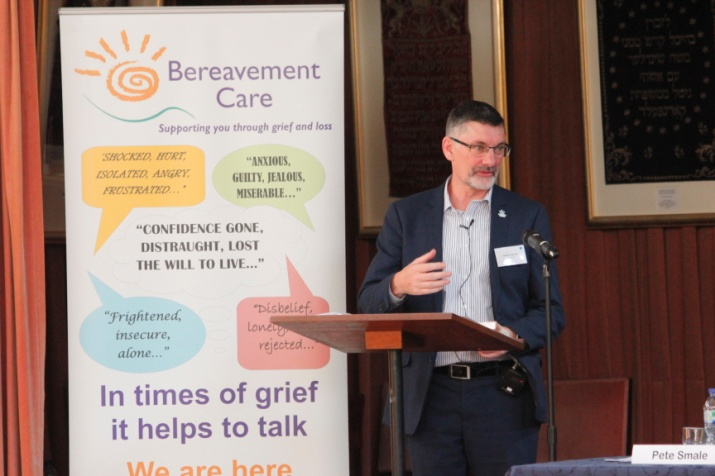 Bereavement
Care
Supporting you through grief and loss
"SHOCKED, HURT,
ISOLATED, ANGRY,
FRUSTRATED..."
"ANXIOUS,
GUILTY, JEALOUS,
MISERABLE..."
"CONFIDENCE GONE,
DISTRAUGHT, LOST
THE WILL TO LIVE..."
"Frightened,
insecure,
alone..."
"Disbelief,
rejected...
In times of grief
it helps to talk
We are here
Pete Smale